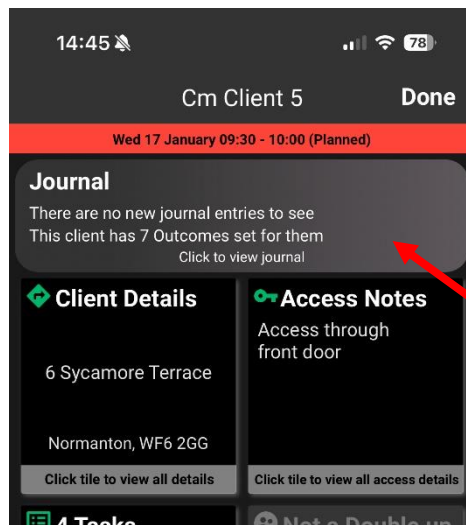 14:45
78
Cm Client 5 Done
Wed 17 January 09:30 - 10:00 (Planned)
Journal
There are no new journal entries to see
This client has 7 Outcomes set for them
Click to view journal
Client Details
6 Sycamore Terrace
Normanton, WF6 2GG
Click tile to view all details
Access Notes
Access through
front door
Click tile to view all access details
4 Tasks
Not a Double up